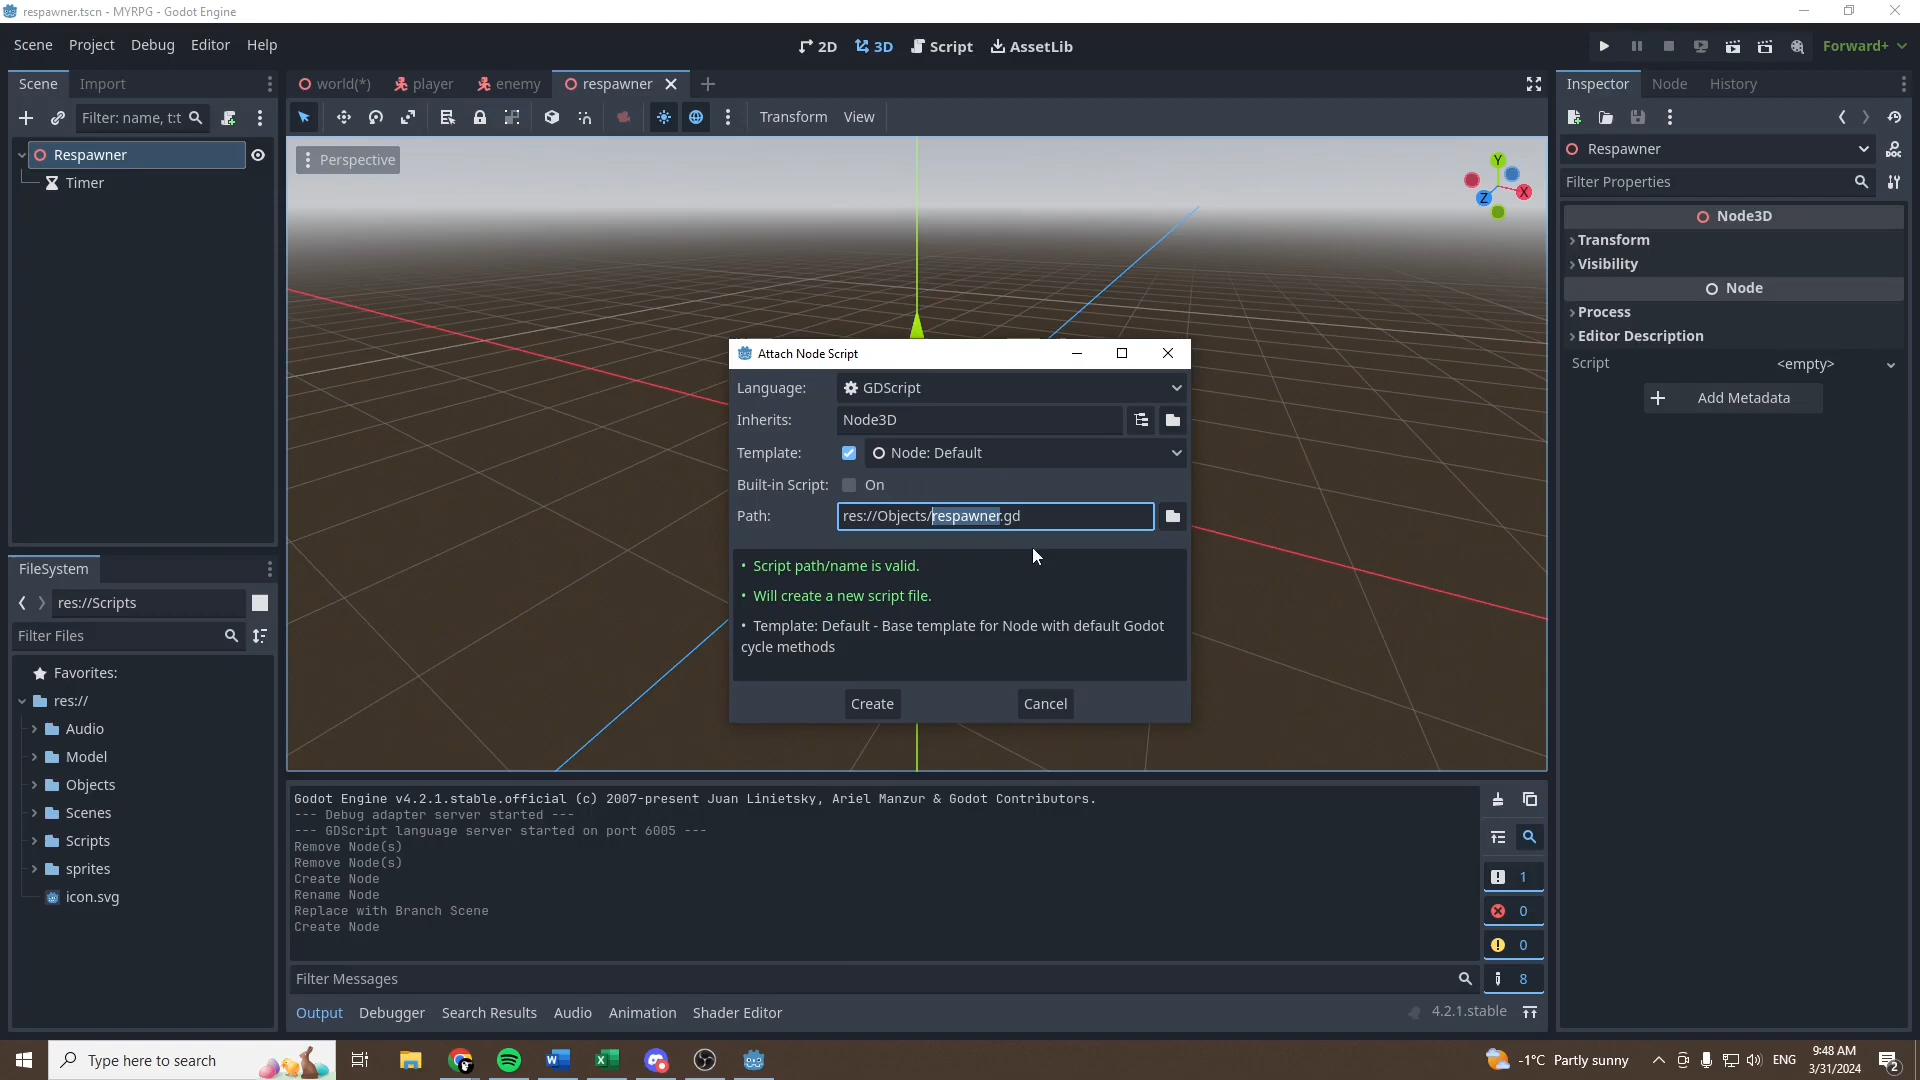 respawner.tscn - MYRPG - Godot Engine
Scene Project Debug Editor Help
2D 3D Script AssetLib
Forward+
Scene Import
world(*) player enemy respawner
Inspector Node History
Filter: name, t:t
Transform View
Respawner
Timer
Perspective
Y
X
Z
Respawner
DOC
Filter Properties
Node3D
Transform
Visibility
Node
Process
Editor Description
Script <empty>
Add Metadata
Attach Node Script
Language: GDScript
Inherits: Node3D
Template: Node: Default
Built-in Script: On
Path: res://Objects/respawner.gd
• Script path/name is valid.
• Will create a new script file.
• Template: Default - Base template for Node with default Godot
cycle methods
Create Cancel
FileSystem
res://Scripts
Filter Files
Favorites:
res://
Audio
Model
Objects
Scenes
Scripts
sprites
icon.svg
Godot Engine v4.2.1.stable.official (c) 2007-present Juan Linietsky, Ariel Manzur & Godot Contributors.
--- Debug adapter server started ---
--- GDScript language server started on port 6005 ---
Remove Node(s)
Remove Node(s)
Create Node
Rename Node
Replace with Branch Scene
Create Node
1
0
0
8
Filter Messages
Output Debugger Search Results Audio Animation Shader Editor
4.2.1.stable
Type here to search
-1°C Partly sunny
ENG
9:48 AM
3/31/2024
2